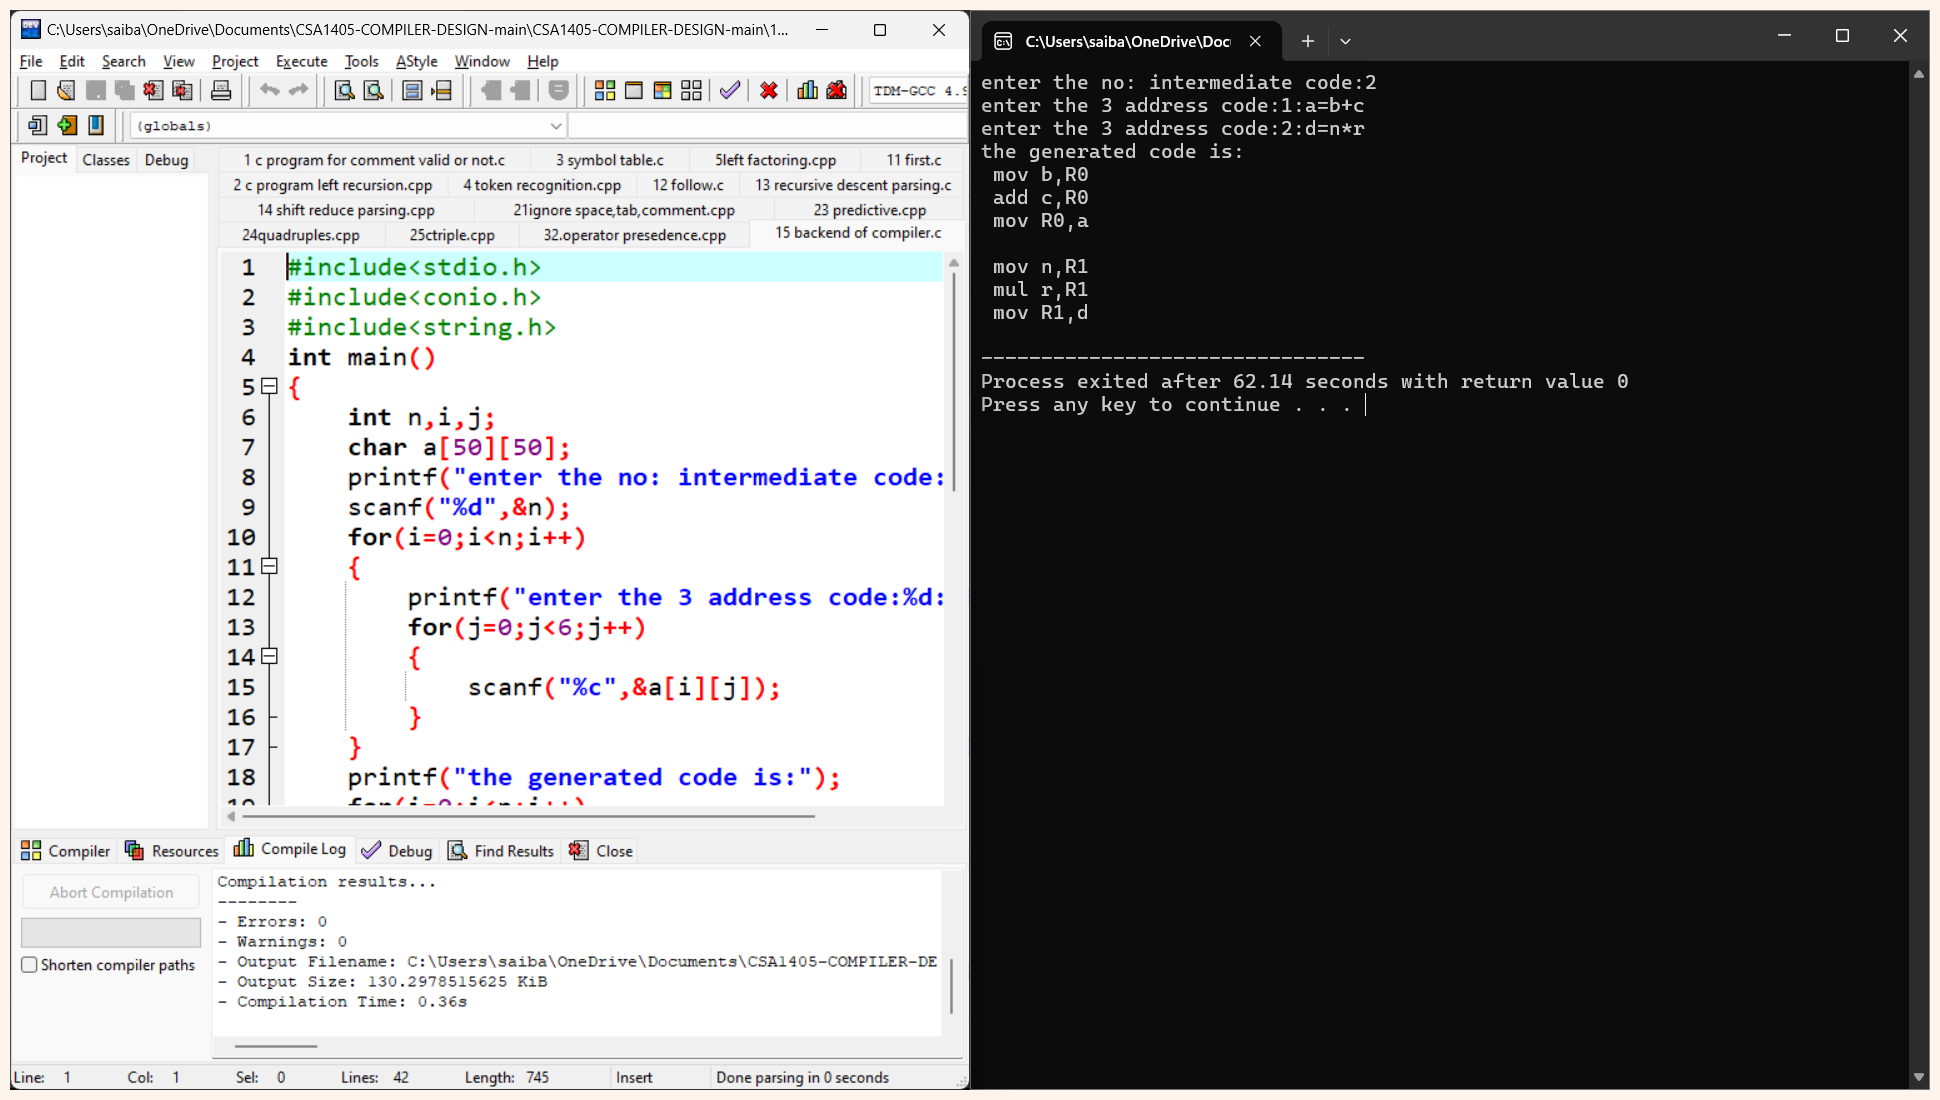 C:\Users\saiba\OneDrive\Documents\CSA1405-COMPILER-DESIGN-main\CSA1405-COMPILER-DESIGN-main\1...
File Edit Search View Project Execute Tools AStyle Window Help
TDM-GCC 4.9
(globals)
Project Classes Debug
1 c program for comment valid or not.c 3 symbol table.c 5left factoring.cpp 11 first.c
2 c program left recursion.cpp 4 token recognition.cpp 12 follow.c 13 recursive descent parsing.c
14 shift reduce parsing.cpp 21ignore space,tab,comment.cpp 23 predictive.cpp
24quadruples.cpp 25ctriple.cpp 32.operator presedence.cpp 15 backend of compiler.c
1 #include<stdio.h>
2 #include<conio.h>
3 #include<string.h>
4 int main()
5 {
6 int n,i,j;
7 char a[50][50];
8 printf("enter the no: intermediate code:
9 scanf("%d",&n);
10 for(i=0;i<n;i++)
11 {
12 printf("enter the 3 address code:%d:
13 for(j=0;j<6;j++)
14 {
15 scanf("%c",&a[i][j]);
16 }
17 }
18 printf("the generated code is:");
19 for(i=0;i<n;i++)
Compiler Resources Compile Log Debug Find Results Close
Abort Compilation
Shorten compiler paths
Compilation results...
--------
- Errors: 0
- Warnings: 0
- Output Filename: C:\Users\saiba\OneDrive\Documents\CSA1405-COMPILER-DE
- Output Size: 130.2978515625 KiB
- Compilation Time: 0.36s
Line: 1 Col: 1 Sel: 0 Lines: 42 Length: 745 Insert Done parsing in 0 seconds
C:\Users\saiba\OneDrive\Doc
enter the no: intermediate code:2
enter the 3 address code:1:a=b+c
enter the 3 address code:2:d=n*r
the generated code is:
mov b,R0
add c,R0
mov R0,a
mov n,R1
mul r,R1
mov R1,d
--------------------------------
Process exited after 62.14 seconds with return value 0
Press any key to continue . . .